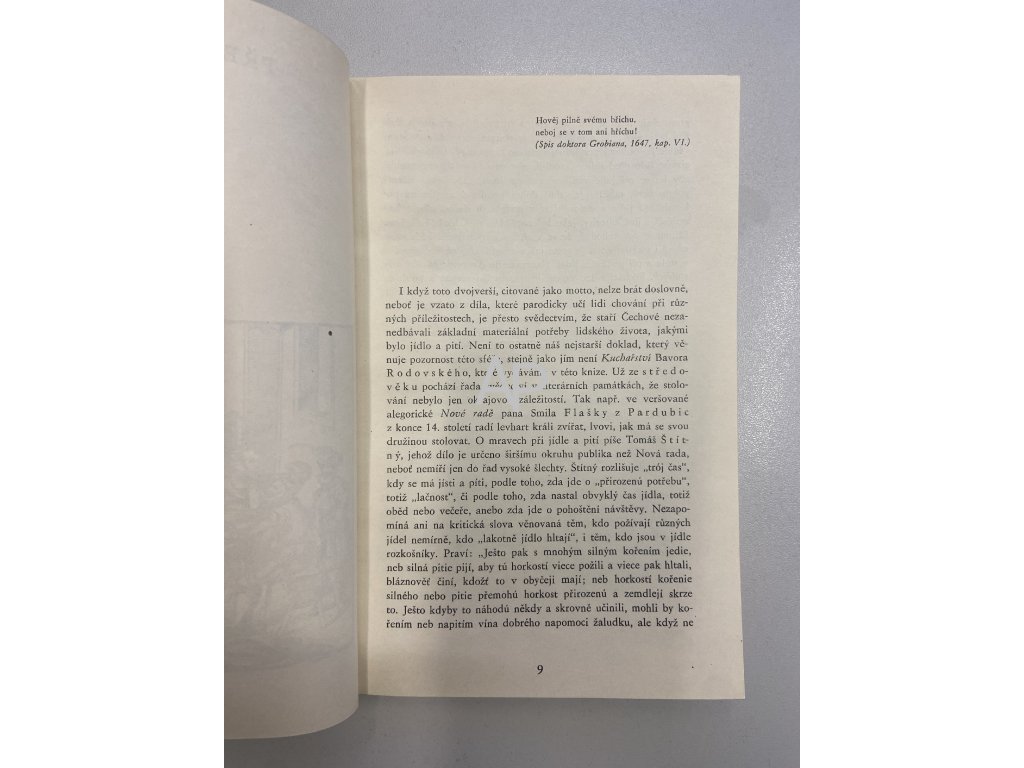 Hověj pilně svému břichu,
neboj se v tom ani hříchu!
(Spis doktora Grobiana, 1647, kap. VI.)
I když toto dvojverší, citované jako motto, nelze brát doslovně,
neboť je vzato z díla, které parodicky učí lidi chování při růz-
ných příležitostech, je přesto svědectvím, že staří Čechové neza-
nedbávali základní materiální potřeby lidského života, jakými
bylo jídlo a pití. Není to ostatně náš nejstarší doklad, který vě-
nuje pozornost této sféře, stejně jako jím není Kuchařství Bavora
Rodovského, které vydáváme v této knize. Už ze středo-
věku pochází řada v literárních památkách, že stolo-
vání nebylo jen záležitostí. Tak např. ve veršované
alegorické Nové radě pana Smila Flašky z Pardubic
z konce 14. století radí levhart králi zvířat, lvovi, jak má se svou
družinou stolovat. O mravech při jídle a pití píše Tomáš Štít-
ný, jehož dílo je určeno širšímu okruhu publika než Nová rada,
neboť nemíří jen do řad vysoké šlechty. Štítný rozlišuje „trój čas“,
kdy se má jísti a píti, podle toho, zda jde o „přirozenú potřebu“,
totiž „lačnost“, či podle toho, zda nastal obvyklý čas jídla, totiž
oběd nebo večeře, anebo zda jde o pohoštění návštěvy. Nezapo-
míná ani na kritická slova věnovaná těm, kdo požívají různých
jídel nemírně, kdo „lakotně jídlo hltají“, i těm, kdo jsou v jídle
rozkošníky. Praví: „Ješto pak s mnohým silným kořením jedie,
neb silná pitie pijí, aby tú horkostí viece požili a viece pak hltali,
bláznověť činí, kdožť to v obyčeji mají; neb horkostí kořenie
silného nebo pitie přemohú horkost přirozenú a zemdlejí skrze
to. Ješto kdyby to náhodú někdy a skrovně učinili, mohli by ko-
řením neb napitím vína dobrého napomoci žaludku, ale když ne
9